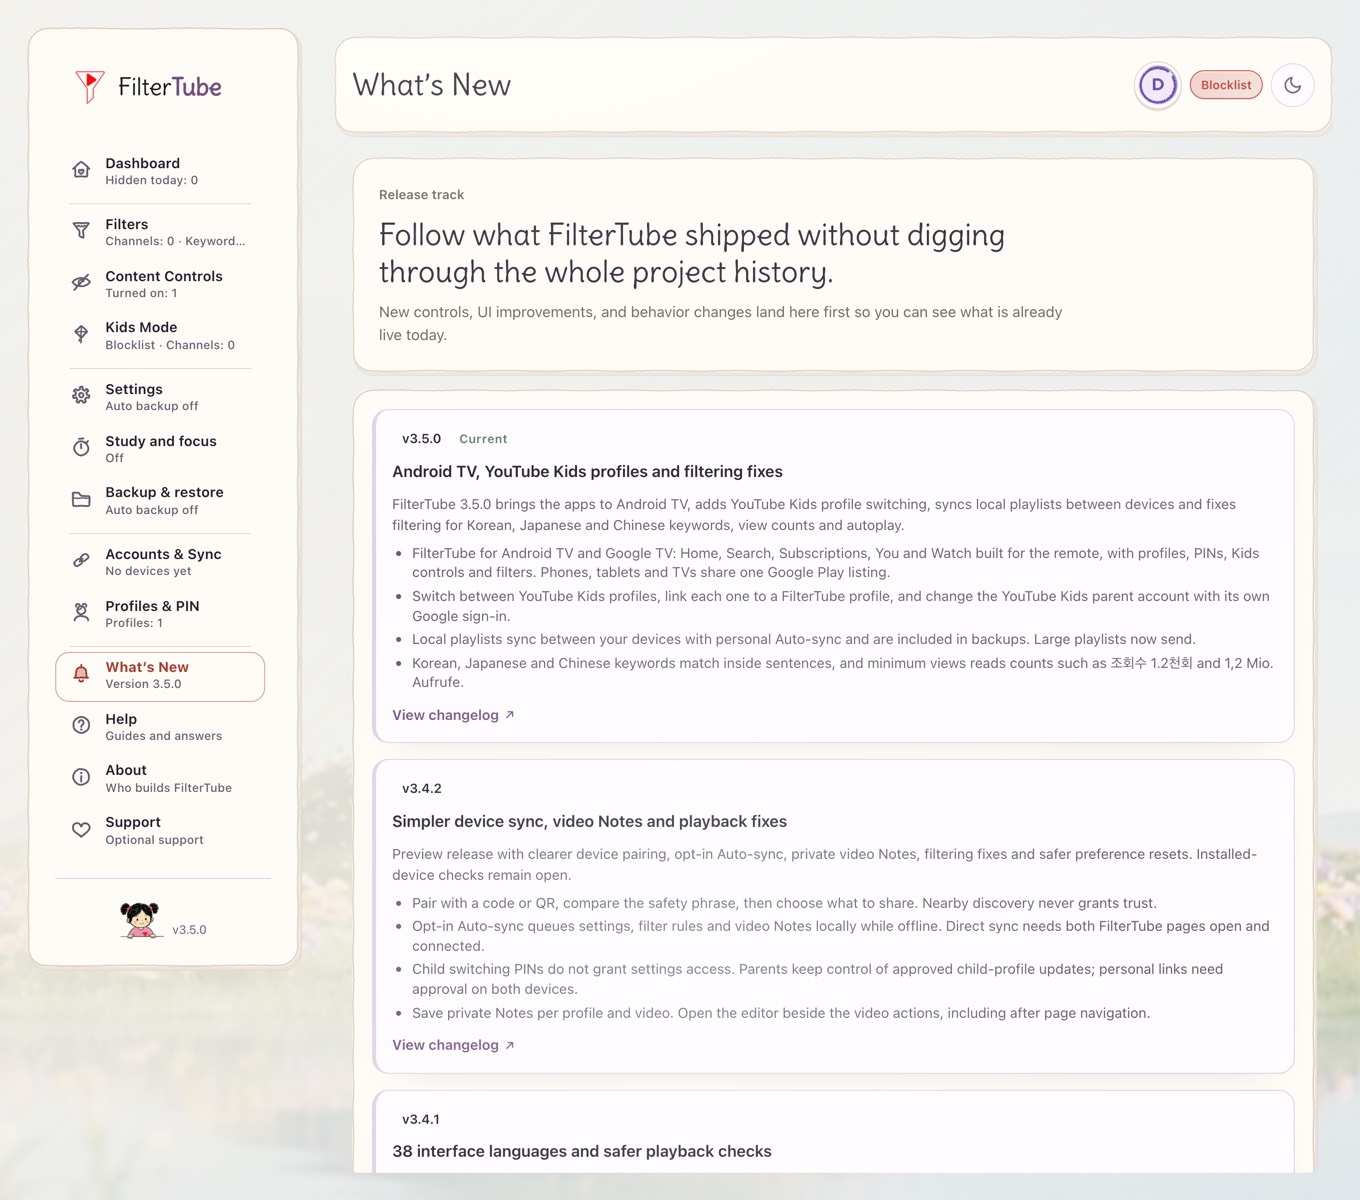 FilterTube
Dashboard
Hidden today: 0
Filters
Channels: 0 · Keyword...
Content Controls
Turned on: 1
Kids Mode
Blocklist · Channels: 0
Settings
Auto backup off
Study and focus
Off
Backup & restore
Auto backup off
Accounts & Sync
No devices yet
Profiles & PIN
Profiles: 1
What's New
Version 3.5.0
Help
Guides and answers
About
Who builds FilterTube
Support
Optional support
v3.5.0
What's New
D
Blocklist
Release track
Follow what FilterTube shipped without digging
through the whole project history.
New controls, UI improvements, and behavior changes land here first so you can see what is already
live today.
v3.5.0 Current
Android TV, YouTube Kids profiles and filtering fixes
FilterTube 3.5.0 brings the apps to Android TV, adds YouTube Kids profile switching, syncs local playlists between devices and fixes
filtering for Korean, Japanese and Chinese keywords, view counts and autoplay.
• FilterTube for Android TV and Google TV: Home, Search, Subscriptions, You and Watch built for the remote, with profiles, PINs, Kids
controls and filters. Phones, tablets and TVs share one Google Play listing.
• Switch between YouTube Kids profiles, link each one to a FilterTube profile, and change the YouTube Kids parent account with its own
Google sign-in.
• Local playlists sync between your devices with personal Auto-sync and are included in backups. Large playlists now send.
• Korean, Japanese and Chinese keywords match inside sentences, and minimum views reads counts such as 조회수 1.2천회 and 1,2 Mio.
Aufrufe.
View changelog ↗
v3.4.2
Simpler device sync, video Notes and playback fixes
Preview release with clearer device pairing, opt-in Auto-sync, private video Notes, filtering fixes and safer preference resets. Installed-
device checks remain open.
• Pair with a code or QR, compare the safety phrase, then choose what to share. Nearby discovery never grants trust.
• Opt-in Auto-sync queues settings, filter rules and video Notes locally while offline. Direct sync needs both FilterTube pages open and
connected.
• Child switching PINs do not grant settings access. Parents keep control of approved child-profile updates; personal links need
approval on both devices.
• Save private Notes per profile and video. Open the editor beside the video actions, including after page navigation.
View changelog ↗
v3.4.1
38 interface languages and safer playback checks